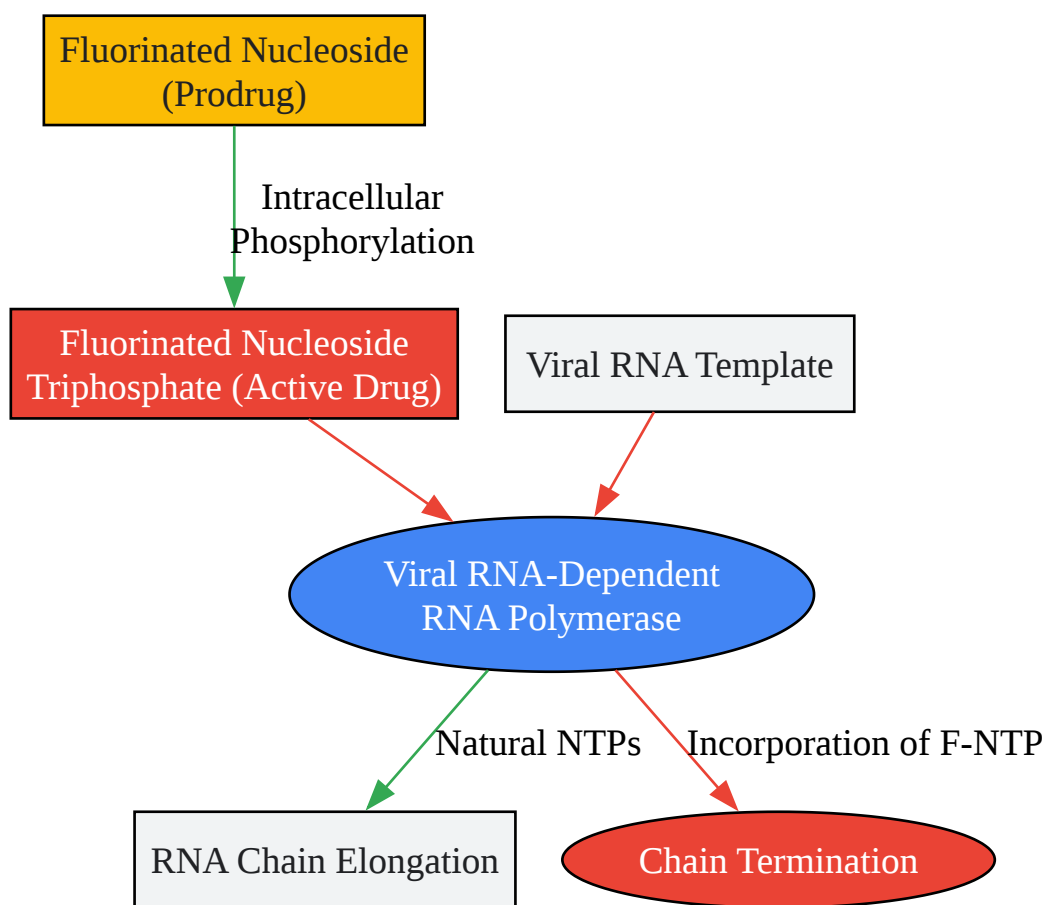 Fluorinated Nucleoside
(Prodrug)
Intracellular
Phosphorylation
Fluorinated Nucleoside
Triphosphate (Active Drug)
Viral RNA Template
Viral RNA-Dependent
RNA Polymerase
Natural NTPs
Incorporation of F-NTP
RNA Chain Elongation
Chain Termination